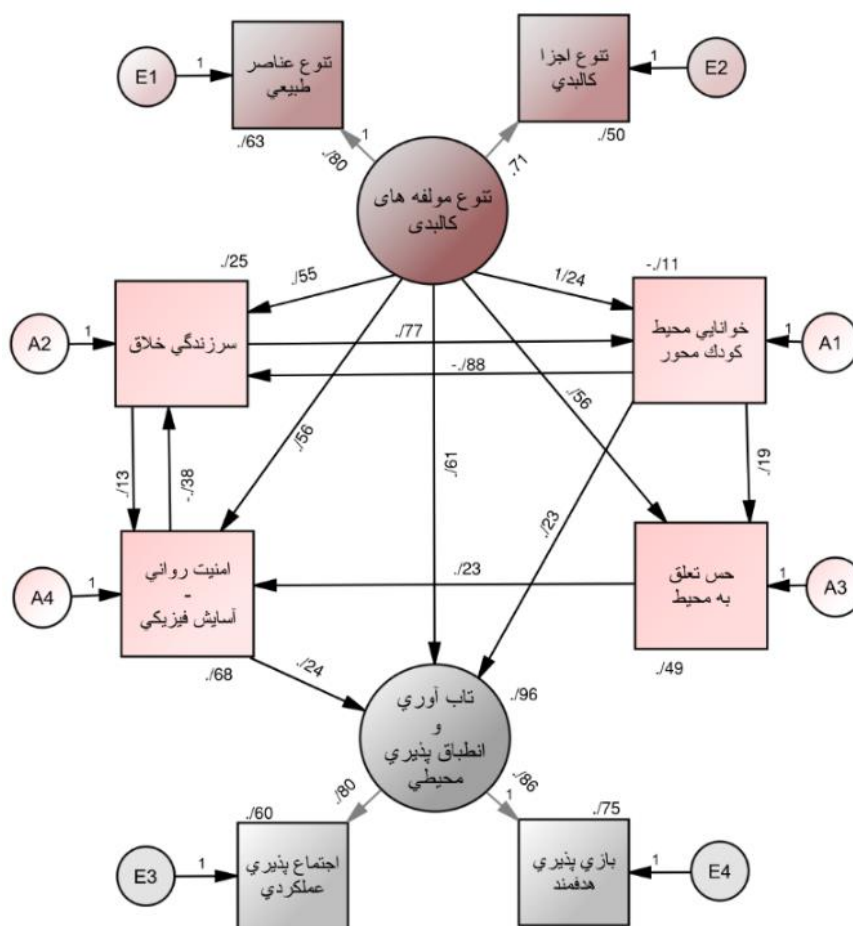 E1
1
تنوع عناصر
طبيعي
./63
تنوع اجزا
كالبدي
./50
1
E2
1
./80
.71
تنوع مولفه های
کالبدی
./25
./55
1/24
-./11
A2
1
سرزندگي خلاق
./77
-./88
خوانايي محيط
كودك محور
1
A1
./56
./61
./56
./13
-./38
./23
./19
A4
1
امنيت رواني
-
آسايش فيزيكي
./68
./23
حس تعلق
به محيط
./49
1
A3
./24
تاب آوري
و
انطباق پذيري
محيطي
./96
./80
./86
1
./60
./75
E3
1
اجتماع پذيري
عملكردي
بازي پذيري
هدفمند
1
E4